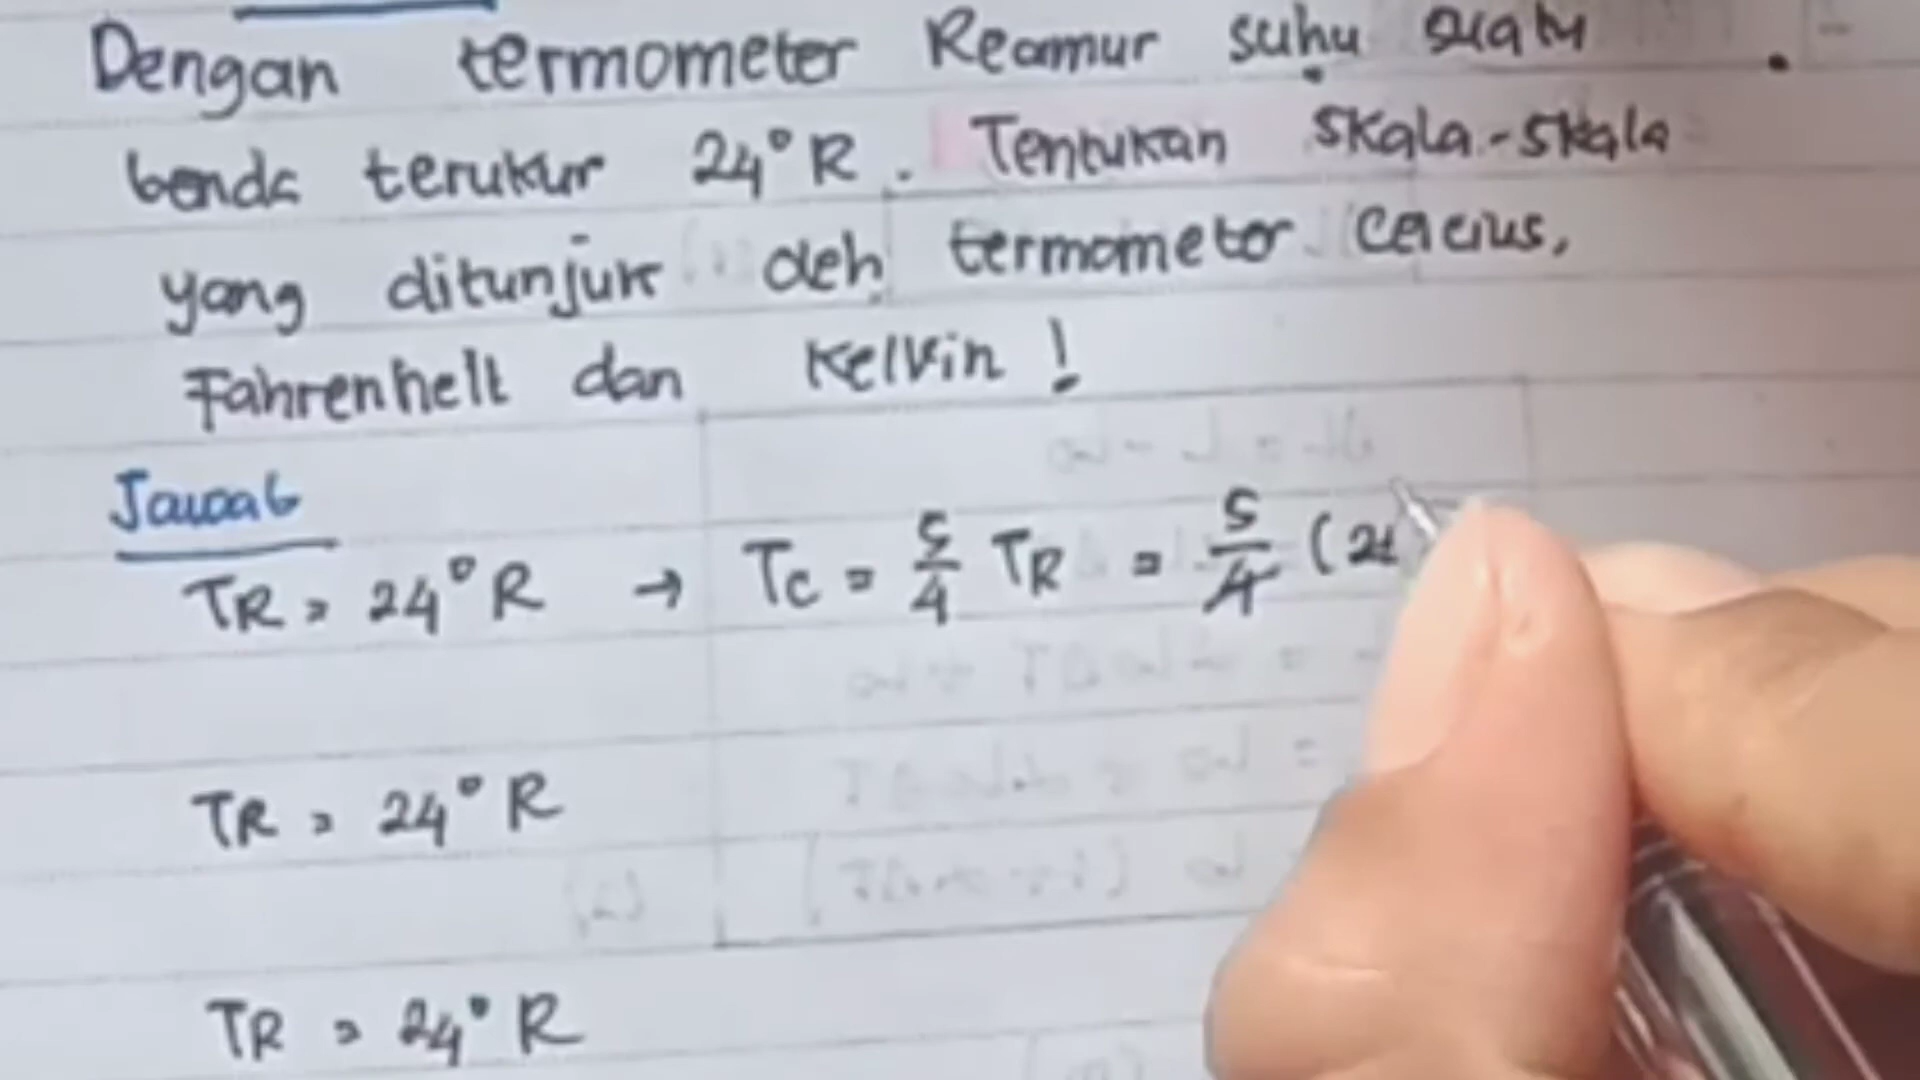 Dengan termometer Reamur suhu suatu
benda terukur 24° R. Tentukan skala-skala
yang ditunjuk oleh termometer Celcius,
Fahrenhelt dan Kelvin !
Jawab
TR = 24° R → Tc = 5/4 TR = 5/4 (24
TR = 24° R
TR = 24° R